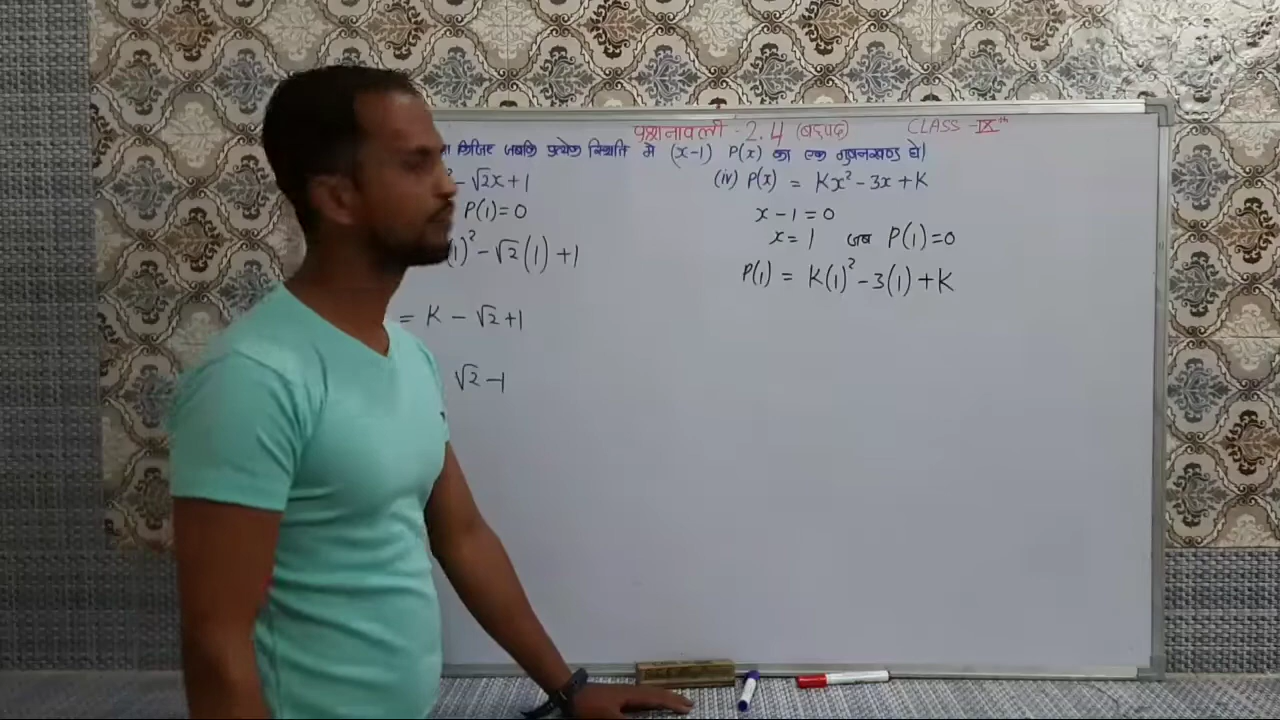 प्रश्नावली - 2.4 (बहुपद) CLASS - IXth
कीजिए जबकि प्रत्येक स्थिति में (x-1) P(x) का एक गुणनखण्ड हो।
- √2x + 1
P(1) = 0
(1)² - √2(1) + 1
= K - √2 + 1
√2 - 1
(iv) P(x) = Kx² - 3x + K
x - 1 = 0
x = 1 जब P(1) = 0
P(1) = K(1)² - 3(1) + K